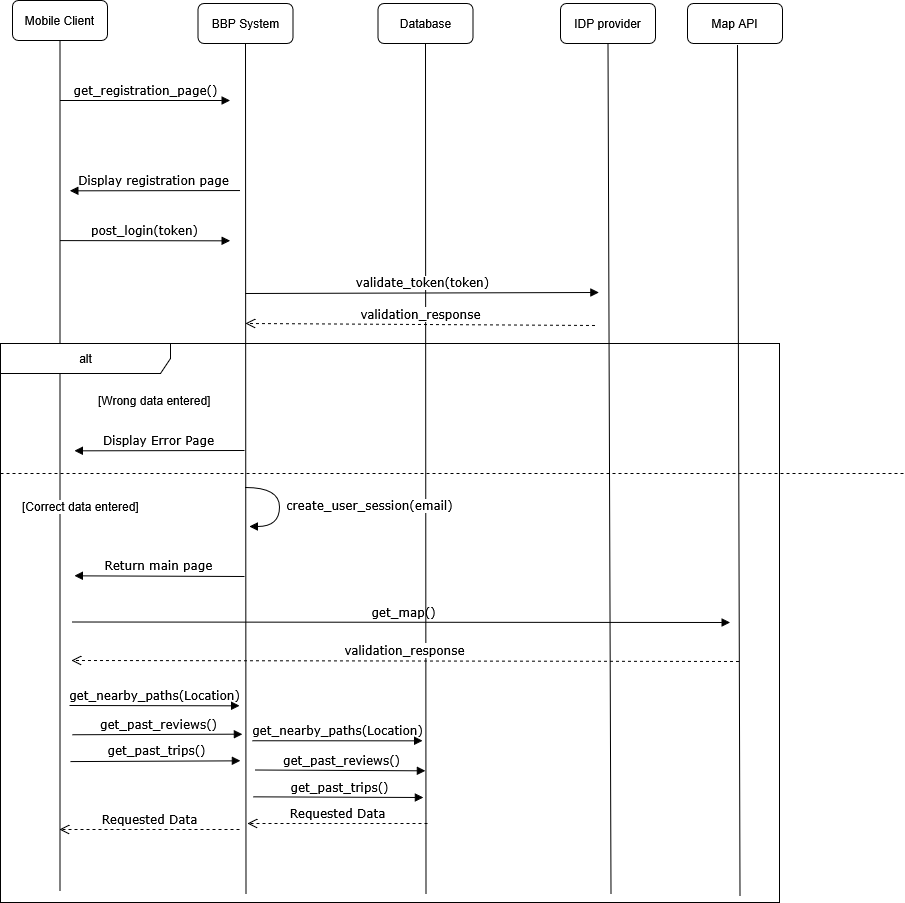 Mobile Client
BBP System
Database
IDP provider
Map API
get_registration_page()
Display registration page
post_login(token)
validate_token(token)
validation_response
alt
[Wrong data entered]
Display Error Page
[Correct data entered]
create_user_session(email)
Return main page
get_map()
validation_response
get_nearby_paths(Location)
get_past_reviews()
get_nearby_paths(Location)
get_past_trips()
get_past_reviews()
get_past_trips()
Requested Data
Requested Data